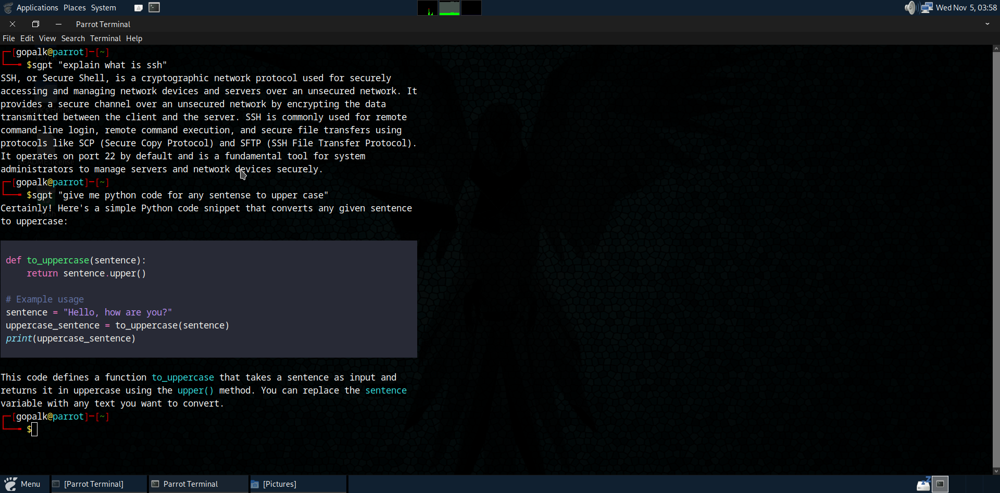 Applications Places System
Wed Nov 5, 03:58
Parrot Terminal
File Edit View Search Terminal Help
[gopalk@parrot]-[~]
$sgpt "explain what is ssh"
SSH, or Secure Shell, is a cryptographic network protocol used for securely
accessing and managing network devices and servers over an unsecured network. It
provides a secure channel over an unsecured network by encrypting the data
transmitted between the client and the server. SSH is commonly used for remote
command-line login, remote command execution, and secure file transfers using
protocols like SCP (Secure Copy Protocol) and SFTP (SSH File Transfer Protocol).
It operates on port 22 by default and is a fundamental tool for system
administrators to manage servers and network devices securely.
[gopalk@parrot]-[~]
$sgpt "give me python code for any sentense to upper case"
Certainly! Here's a simple Python code snippet that converts any given sentence
to uppercase:
def to_uppercase(sentence):
    return sentence.upper()
# Example usage
sentence = "Hello, how are you?"
uppercase_sentence = to_uppercase(sentence)
print(uppercase_sentence)
This code defines a function to_uppercase that takes a sentence as input and
returns it in uppercase using the upper() method. You can replace the sentence
variable with any text you want to convert.
[gopalk@parrot]-[~]
$
Menu [Parrot Terminal] Parrot Terminal [Pictures]